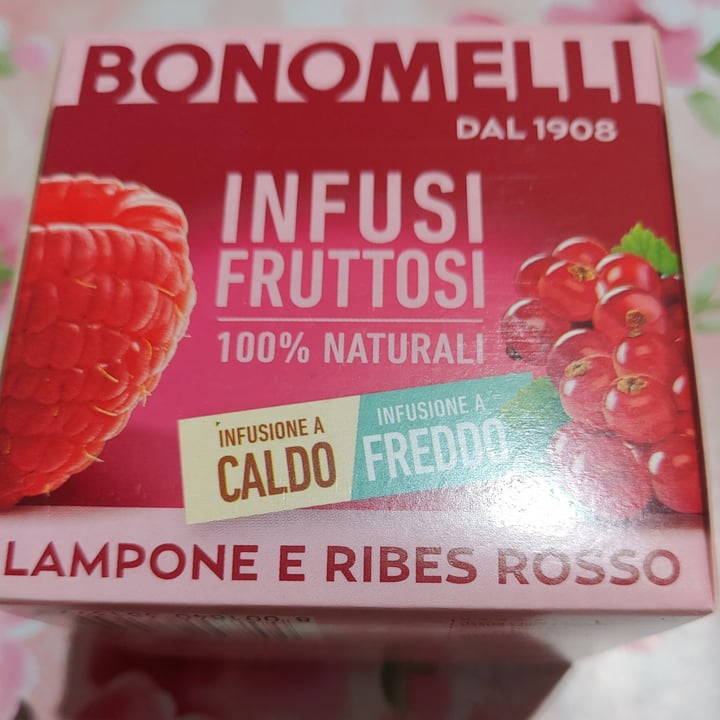 BONOMELLI
DAL 1908
INFUSI
FRUTTOSI
100% NATURALI
INFUSIONE A
CALDO
INFUSIONE A
FREDDO
LAMPONE E RIBES ROSSO